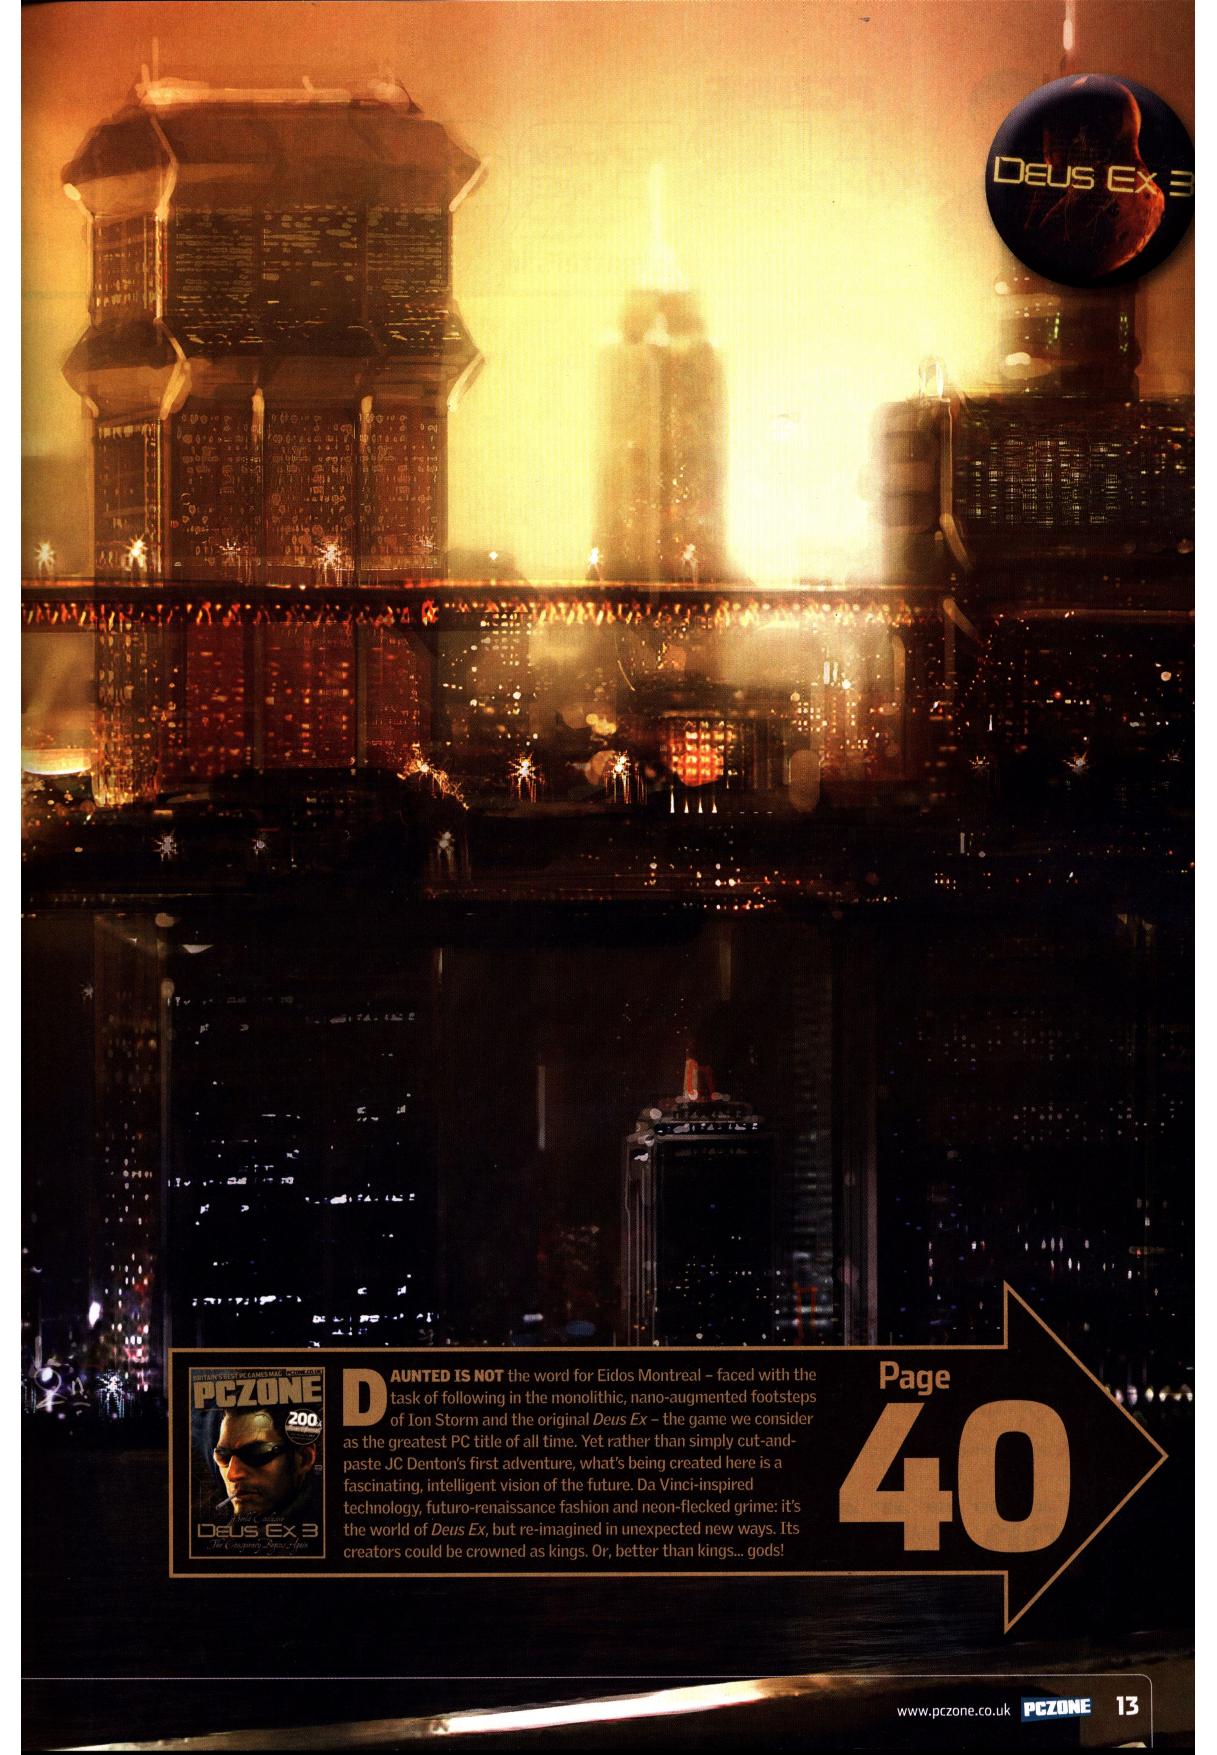 DEUS EX 3
BRITAIN'S BEST PC GAMES MAG
PCZONE
200
World Exclusive
DEUS EX 3
The Conspiracy Begins Again
DAUNTED IS NOT the word for Eidos Montreal – faced with the
task of following in the monolithic, nano-augmented footsteps
of Ion Storm and the original Deus Ex – the game we consider
as the greatest PC title of all time. Yet rather than simply cut-and-
paste JC Denton's first adventure, what's being created here is a
fascinating, intelligent vision of the future. Da Vinci-inspired
technology, futuro-renaissance fashion and neon-flecked grime: it's
the world of Deus Ex, but re-imagined in unexpected new ways. Its
creators could be crowned as kings. Or, better than kings... gods!
Page
40
www.pczone.co.uk PCZONE 13